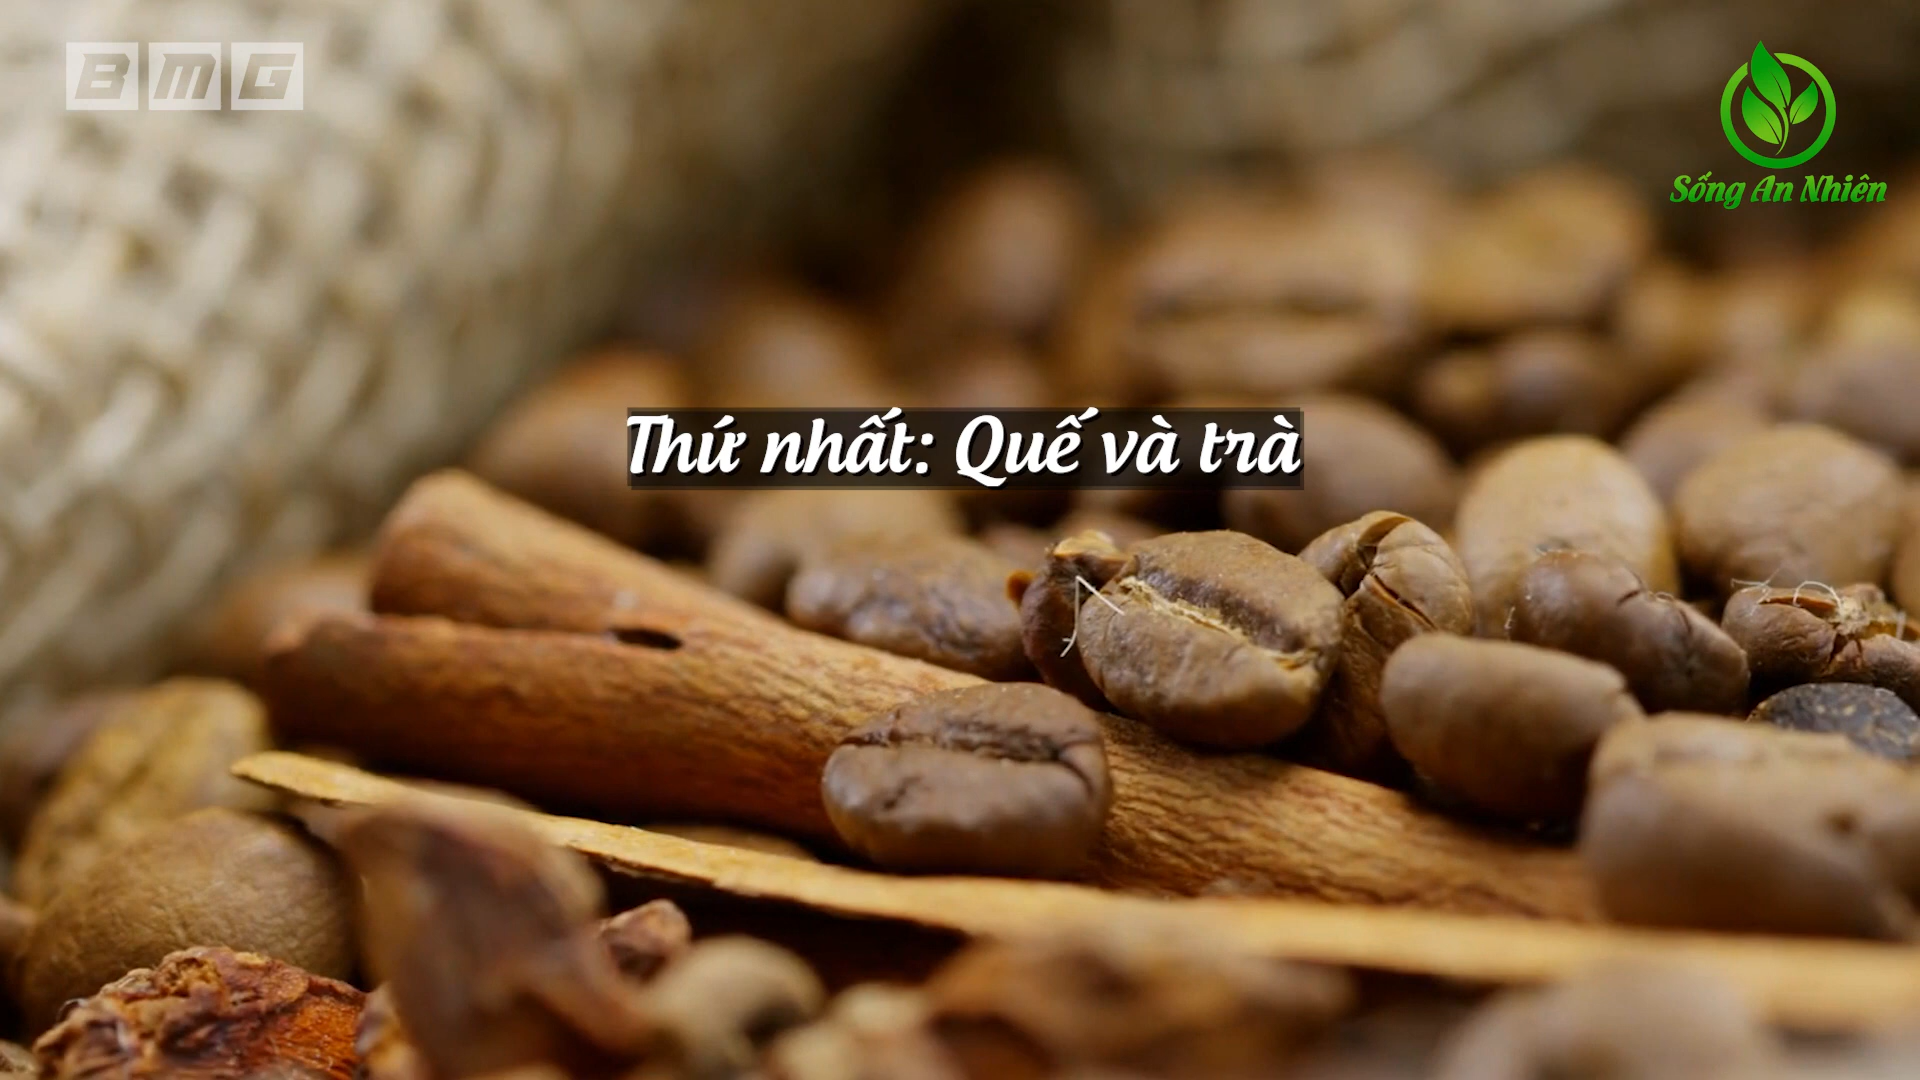 BMG
Sống An Nhiên
Thứ nhất: Quế và trà